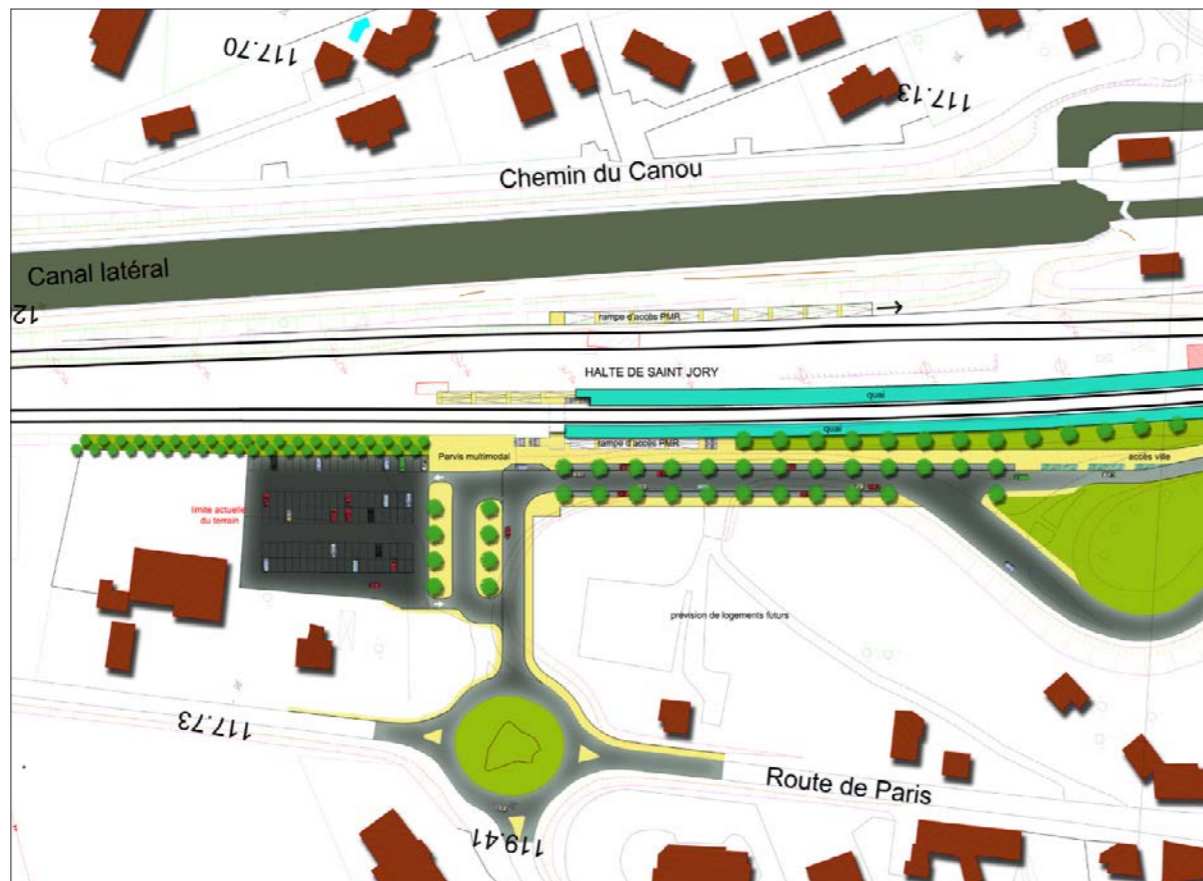 117.70
117.13
Chemin du Canou
Canal latéral
12
rampe d'accès PMR
HALTE DE SAINT JORY
quai
quai
rampe d'accès PMR
Parvis multimodal
accès ville
limite actuelle
du terrain
prévision de logements futurs
117.73
Route de Paris
119.41